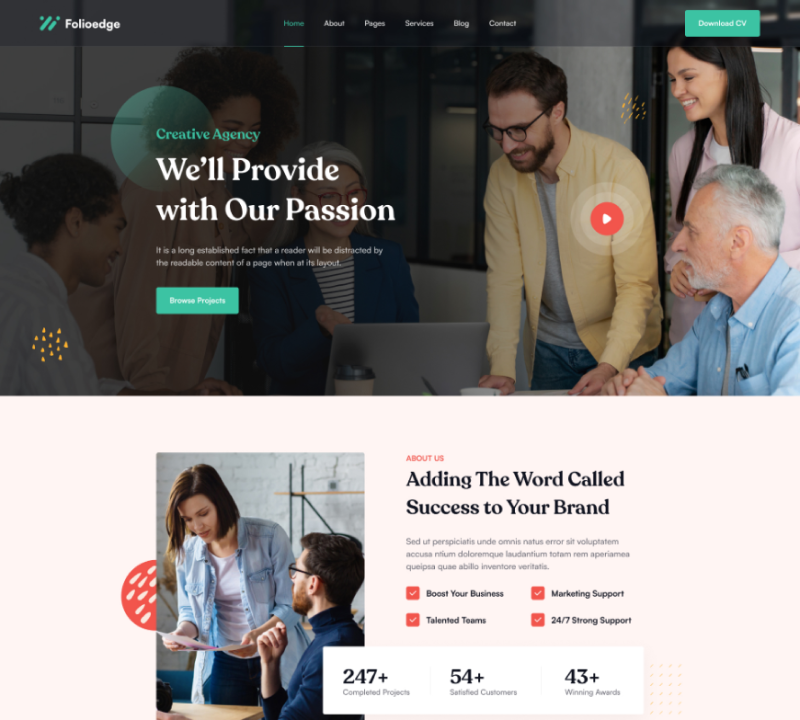 Folioedge
Home About Pages Services Blog Contact
Download CV
Creative Agency
We'll Provide
with Our Passion
It is a long established fact that a reader will be distracted by
the readable content of a page when at its layout.
Browse Projects
ABOUT US
Adding The Word Called
Success to Your Brand
Sed ut perspiciatis unde omnis natus error sit voluptatem
accusa ntium doloremque laudantium totam rem aperiamea
queipsa quae abillo inventore veritatis.
Boost Your Business Marketing Support
Talented Teams 24/7 Strong Support
247+ 54+ 43+
Completed Projects Satisfied Customers Winning Awards